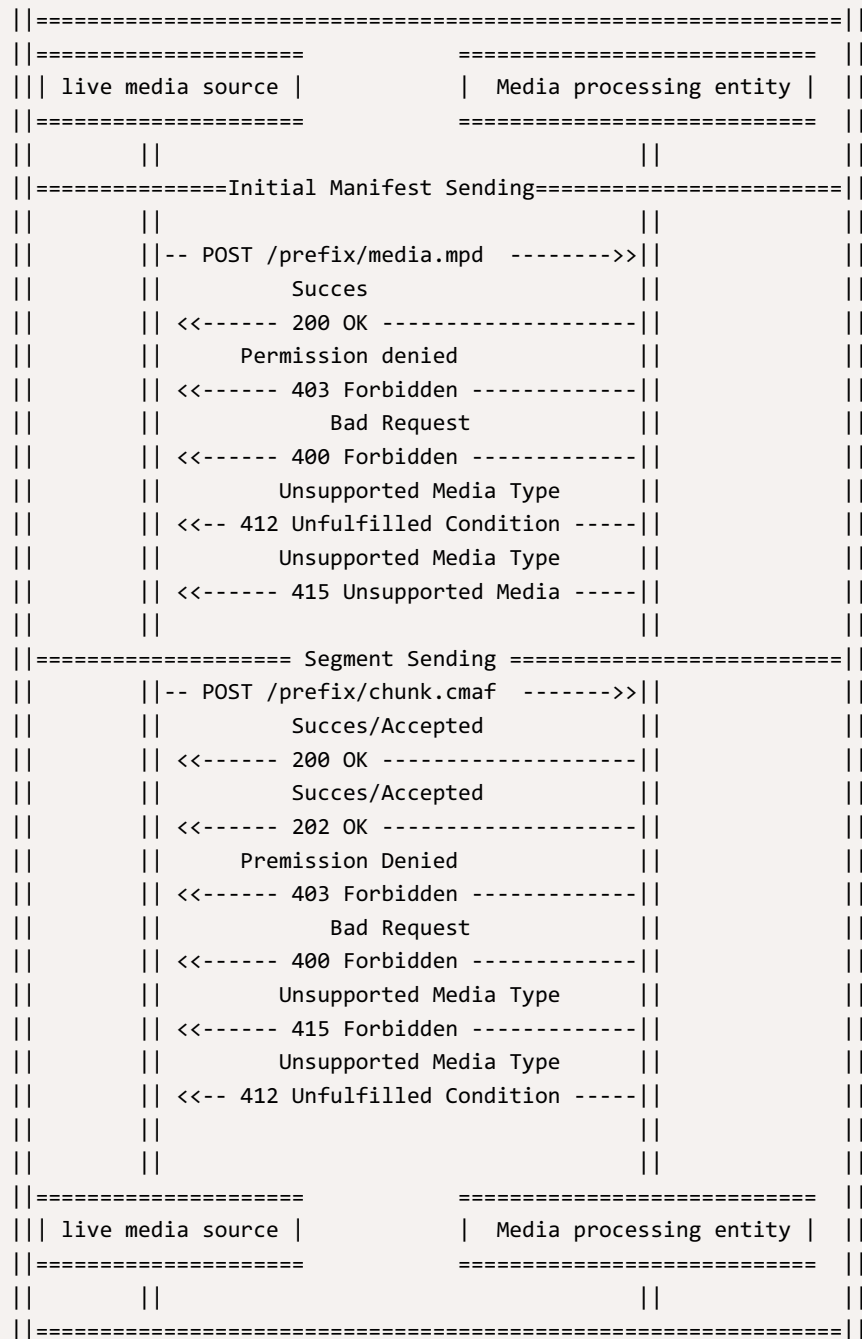 ||===============================================================||
||=====================            ============================  ||
||| live media source |            |  Media processing entity |  ||
||=====================            ============================  ||
||        ||                                     ||              ||
||===============Initial Manifest Sending========================||
||        ||                                     ||              ||
||        ||-- POST /prefix/media.mpd  -------->>||              ||
||        ||          Succes                     ||              ||
||        || <<------ 200 OK --------------------||              ||
||        ||      Permission denied              ||              ||
||        || <<------ 403 Forbidden -------------||              ||
||        ||             Bad Request             ||              ||
||        || <<------ 400 Forbidden -------------||              ||
||        ||         Unsupported Media Type      ||              ||
||        || <<-- 412 Unfulfilled Condition -----||              ||
||        ||         Unsupported Media Type      ||              ||
||        || <<------ 415 Unsupported Media -----||              ||
||        ||                                     ||              ||
||==================== Segment Sending ==========================||
||        ||-- POST /prefix/chunk.cmaf  ------->>||              ||
||        ||          Succes/Accepted            ||              ||
||        || <<------ 200 OK --------------------||              ||
||        ||          Succes/Accepted            ||              ||
||        || <<------ 202 OK --------------------||              ||
||        ||      Premission Denied              ||              ||
||        || <<------ 403 Forbidden -------------||              ||
||        ||             Bad Request             ||              ||
||        || <<------ 400 Forbidden -------------||              ||
||        ||         Unsupported Media Type      ||              ||
||        || <<------ 415 Forbidden -------------||              ||
||        ||         Unsupported Media Type      ||              ||
||        || <<-- 412 Unfulfilled Condition -----||              ||
||        ||                                     ||              ||
||        ||                                     ||              ||
||=====================            ============================  ||
||| live media source |            |  Media processing entity |  ||
||=====================            ============================  ||
||        ||                                     ||              ||
||===============================================================||